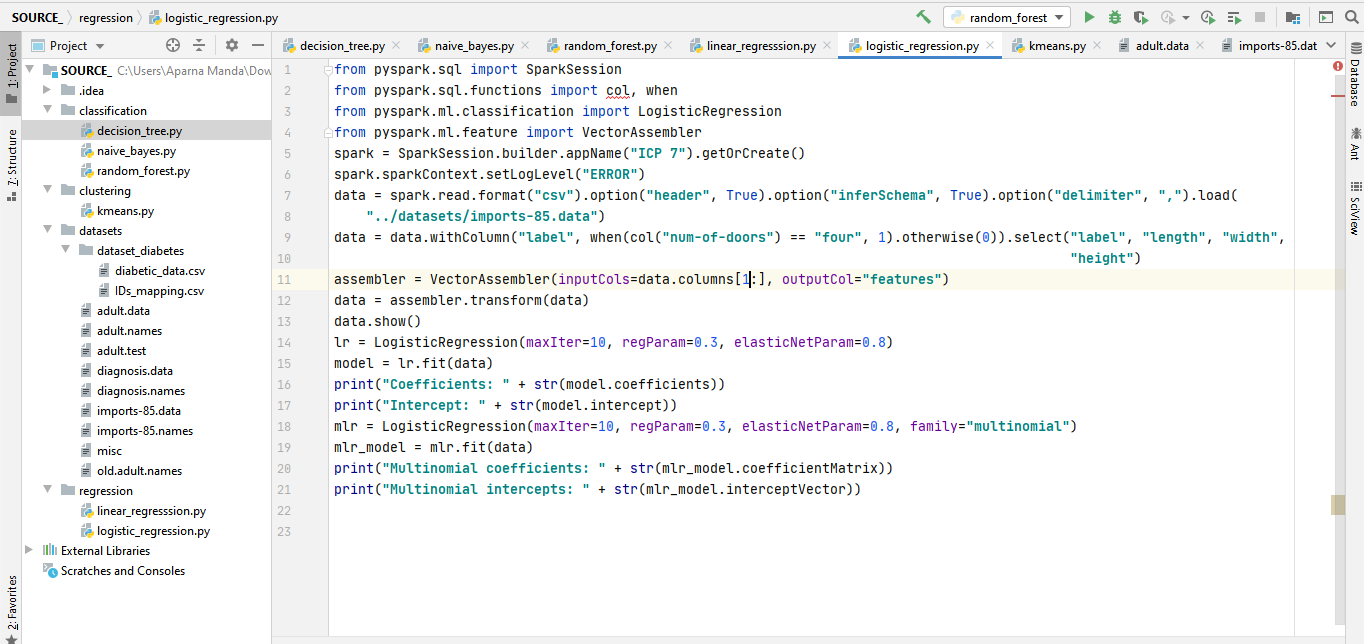 SOURCE_ regression logistic_regression.py random_forest
1: Project
Project
decision_tree.py naive_bayes.py random_forest.py linear_regresssion.py logistic_regression.py kmeans.py adult.data imports-85.dat
SOURCE_ C:\Users\Aparna Manda\Dow
.idea
classification
decision_tree.py
naive_bayes.py
random_forest.py
clustering
kmeans.py
datasets
dataset_diabetes
diabetic_data.csv
IDs_mapping.csv
adult.data
adult.names
adult.test
diagnosis.data
diagnosis.names
imports-85.data
imports-85.names
misc
old.adult.names
regression
linear_regresssion.py
logistic_regression.py
External Libraries
Scratches and Consoles
7: Structure
2: Favorites
1 from pyspark.sql import SparkSession
2 from pyspark.sql.functions import col, when
3 from pyspark.ml.classification import LogisticRegression
4 from pyspark.ml.feature import VectorAssembler
5 spark = SparkSession.builder.appName("ICP 7").getOrCreate()
6 spark.sparkContext.setLogLevel("ERROR")
7 data = spark.read.format("csv").option("header", True).option("inferSchema", True).option("delimiter", ",").load(
8 "../datasets/imports-85.data")
9 data = data.withColumn("label", when(col("num-of-doors") == "four", 1).otherwise(0)).select("label", "length", "width",
10 "height")
11 assembler = VectorAssembler(inputCols=data.columns[1:], outputCol="features")
12 data = assembler.transform(data)
13 data.show()
14 lr = LogisticRegression(maxIter=10, regParam=0.3, elasticNetParam=0.8)
15 model = lr.fit(data)
16 print("Coefficients: " + str(model.coefficients))
17 print("Intercept: " + str(model.intercept))
18 mlr = LogisticRegression(maxIter=10, regParam=0.3, elasticNetParam=0.8, family="multinomial")
19 mlr_model = mlr.fit(data)
20 print("Multinomial coefficients: " + str(mlr_model.coefficientMatrix))
21 print("Multinomial intercepts: " + str(mlr_model.interceptVector))
22
23
Database
Ant
SciView